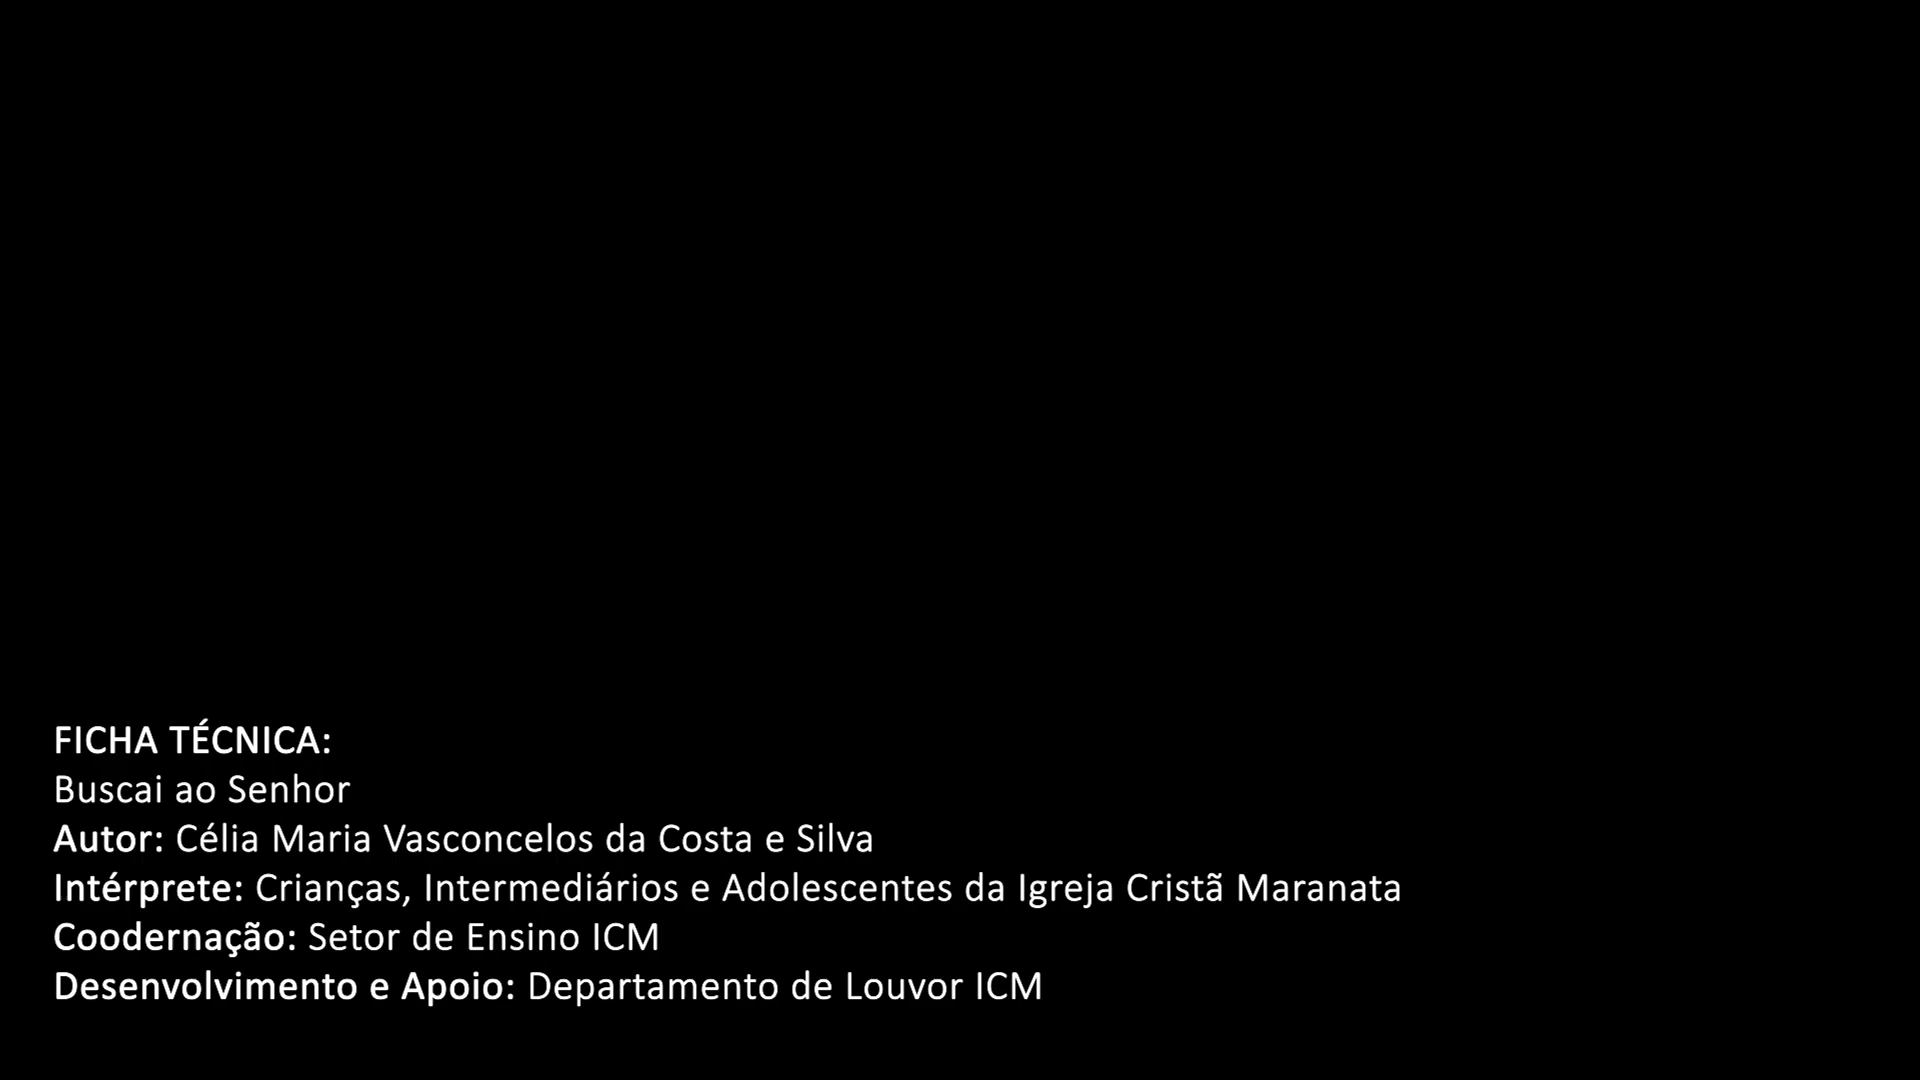 FICHA TÉCNICA:
Buscai ao Senhor
Autor: Célia Maria Vasconcelos da Costa e Silva
Intérprete: Crianças, Intermediários e Adolescentes da Igreja Cristã Maranata
Coodernação: Setor de Ensino ICM
Desenvolvimento e Apoio: Departamento de Louvor ICM